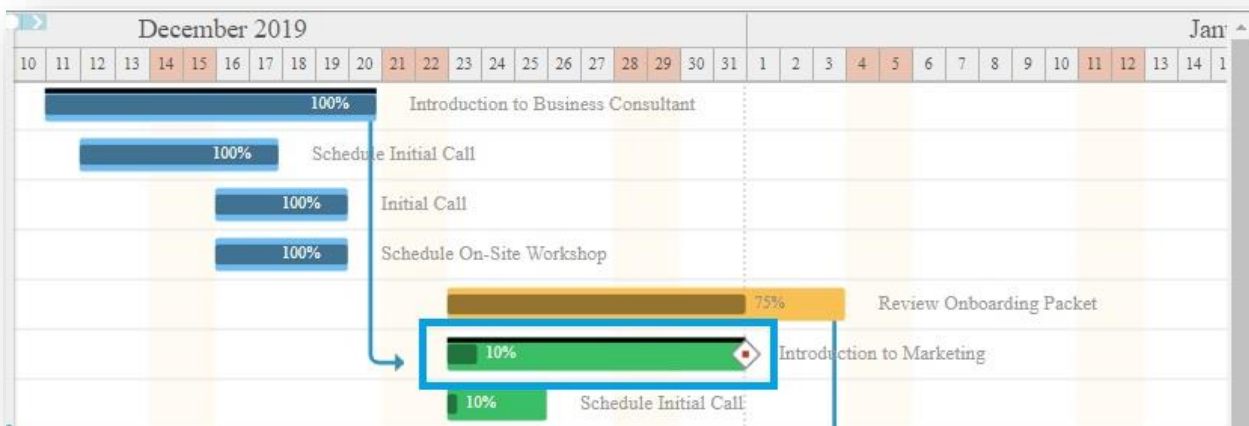 December 2019 Jan
10 11 12 13 14 15 16 17 18 19 20 21 22 23 24 25 26 27 28 29 30 31 1 2 3 4 5 6 7 8 9 10 11 12 13 14 1
100% Introduction to Business Consultant
100% Schedule Initial Call
100% Initial Call
100% Schedule On-Site Workshop
75% Review Onboarding Packet
10% Introduction to Marketing
10% Schedule Initial Call